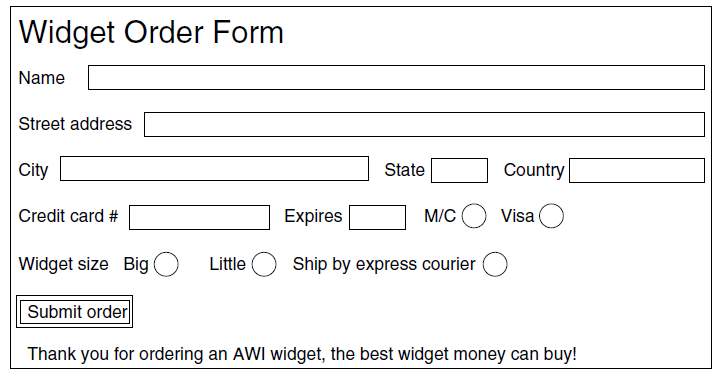 Widget Order Form
Name
Street address
City State Country
Credit card # Expires M/C Visa
Widget size Big Little Ship by express courier
Submit order
Thank you for ordering an AWI widget, the best widget money can buy!